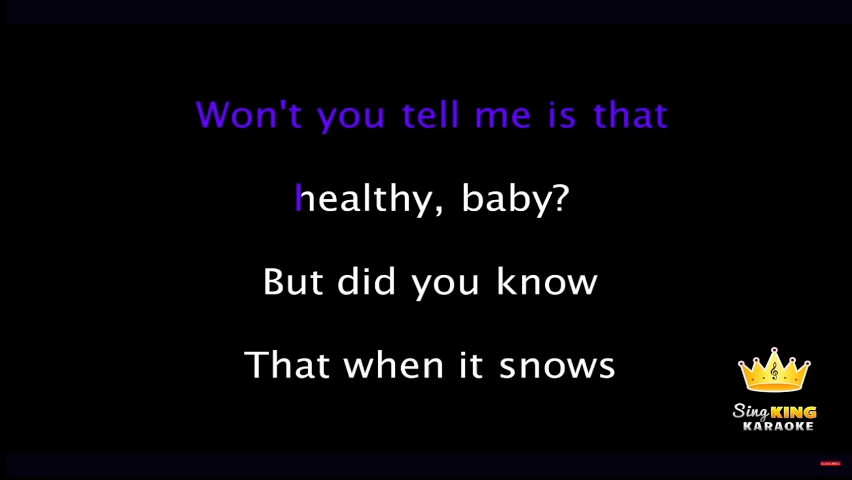 Won't you tell me is that
healthy, baby?
But did you know
That when it snows
Sing KING
KARAOKE
SUBSCRIBE